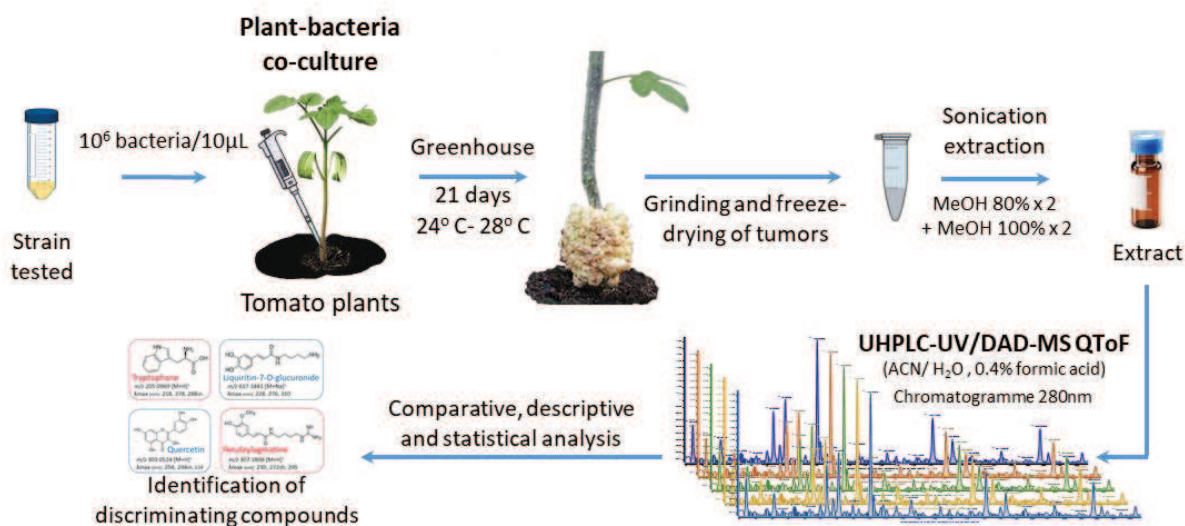 Plant-bacteria
co-culture
10⁶ bacteria/10µL
Strain
tested
Tomato plants
Greenhouse
21 days
24° C- 28° C
Grinding and freeze-
drying of tumors
Sonication
extraction
MeOH 80% x 2
+ MeOH 100% x 2
Extract
UHPLC-UV/DAD-MS QToF
(ACN/ H₂O , 0.4% formic acid)
Chromatogramme 280nm
Comparative, descriptive
and statistical analysis
Tryptophane
Liquiritin-7-D-glucuronide
Quercetin
Feruloylagmatine
Identification of
discriminating compounds